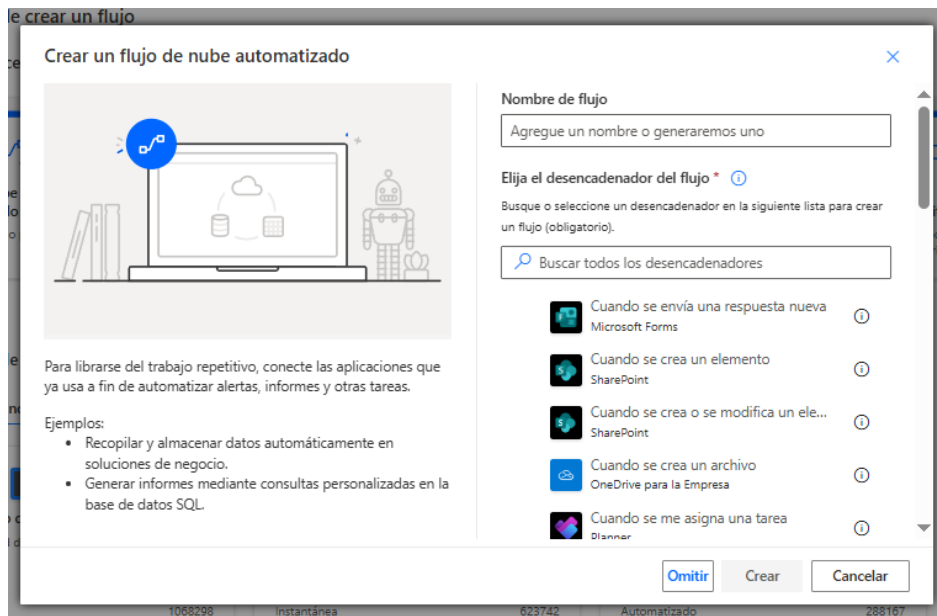 de crear un flujo
Crear un flujo de nube automatizado
Nombre de flujo
Agregue un nombre o generaremos uno
Elija el desencadenador del flujo *
Busque o seleccione un desencadenador en la siguiente lista para crear
un flujo (obligatorio).
Buscar todos los desencadenadores
Cuando se envía una respuesta nueva
Microsoft Forms
Cuando se crea un elemento
SharePoint
Cuando se crea o se modifica un ele...
SharePoint
Cuando se crea un archivo
OneDrive para la Empresa
Cuando se me asigna una tarea
Planner
Para librarse del trabajo repetitivo, conecte las aplicaciones que
ya usa a fin de automatizar alertas, informes y otras tareas.
Ejemplos:
• Recopilar y almacenar datos automáticamente en
soluciones de negocio.
• Generar informes mediante consultas personalizadas en la
base de datos SQL.
Omitir
Crear
Cancelar
1068298
Instantánea
623742
Automatizado
288167